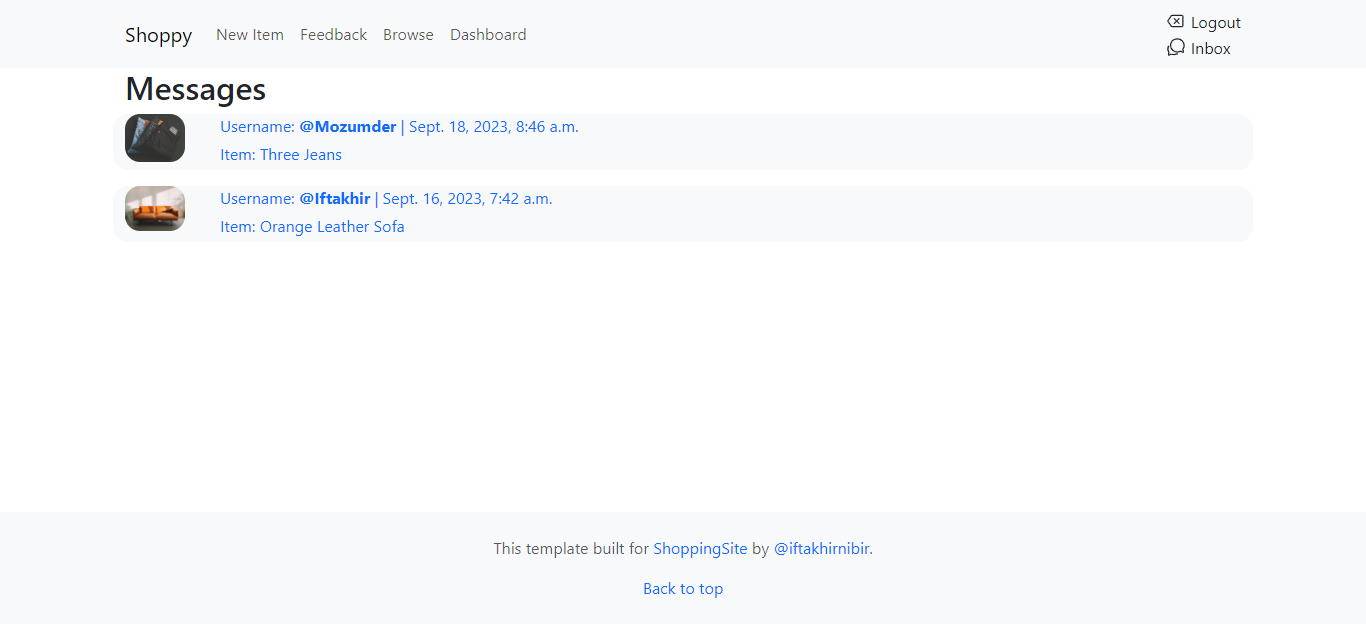 Shoppy New Item Feedback Browse Dashboard
Logout
Inbox
Messages
Username: @Mozumder | Sept. 18, 2023, 8:46 a.m.
Item: Three Jeans
Username: @Iftakhir | Sept. 16, 2023, 7:42 a.m.
Item: Orange Leather Sofa
This template built for ShoppingSite by @iftakhirnibir.
Back to top